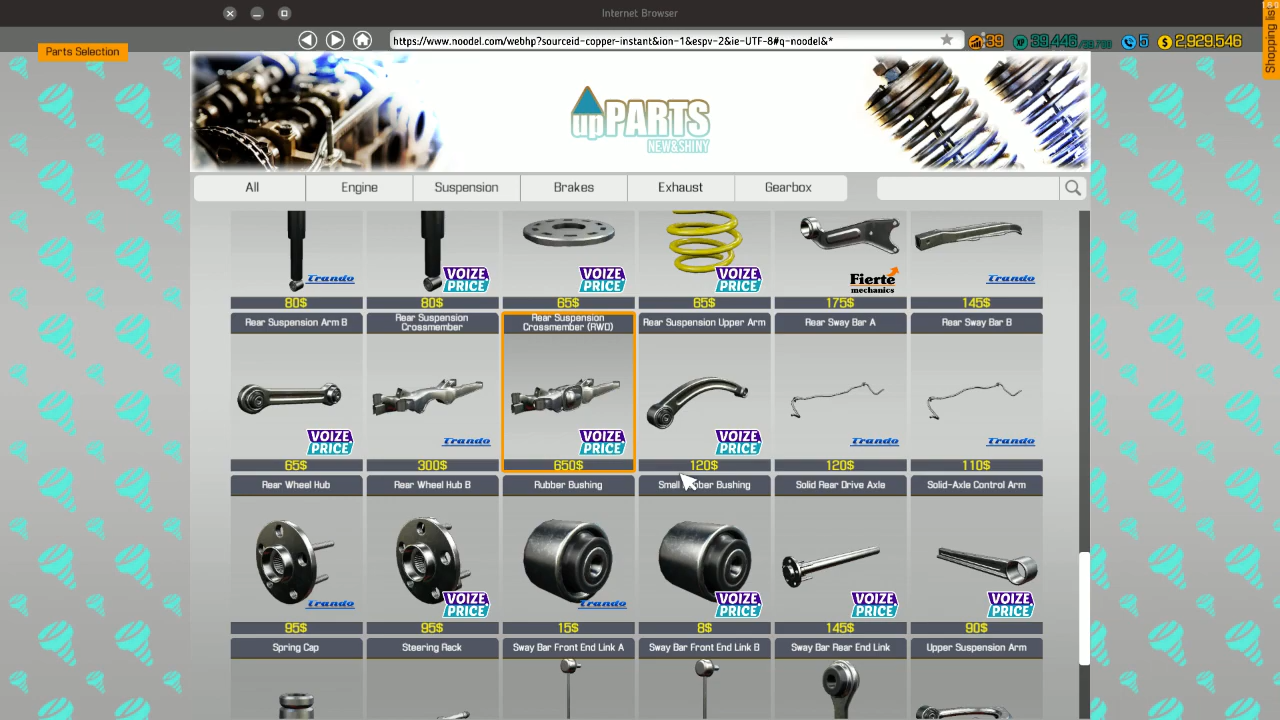 Internet Browser
Parts Selection
https://www.noodel.com/webhp?sourceid-copper-instant&ion-1&espv-2&ie-UTF-8#q-noodel&*
39
39,446
5
2,929,546
Shopping list
upPARTS
NEW&SHINY
All
Engine
Suspension
Brakes
Exhaust
Gearbox
Trando
VOIZE PRICE
VOIZE PRICE
VOIZE PRICE
Fierte mechanics
Trando
80$
80$
65$
65$
175$
145$
Rear Suspension Arm B
Rear Suspension Crossmember
Rear Suspension Crossmember (RWD)
Rear Suspension Upper Arm
Rear Sway Bar A
Rear Sway Bar B
VOIZE PRICE
Trando
VOIZE PRICE
VOIZE PRICE
Trando
Trando
65$
300$
650$
120$
120$
110$
Rear Wheel Hub
Rear Wheel Hub B
Rubber Bushing
Small Rubber Bushing
Solid Rear Drive Axle
Solid-Axle Control Arm
Trando
VOIZE PRICE
Trando
VOIZE PRICE
VOIZE PRICE
VOIZE PRICE
95$
95$
15$
8$
145$
90$
Spring Cap
Steering Rack
Sway Bar Front End Link A
Sway Bar Front End Link B
Sway Bar Rear End Link
Upper Suspension Arm